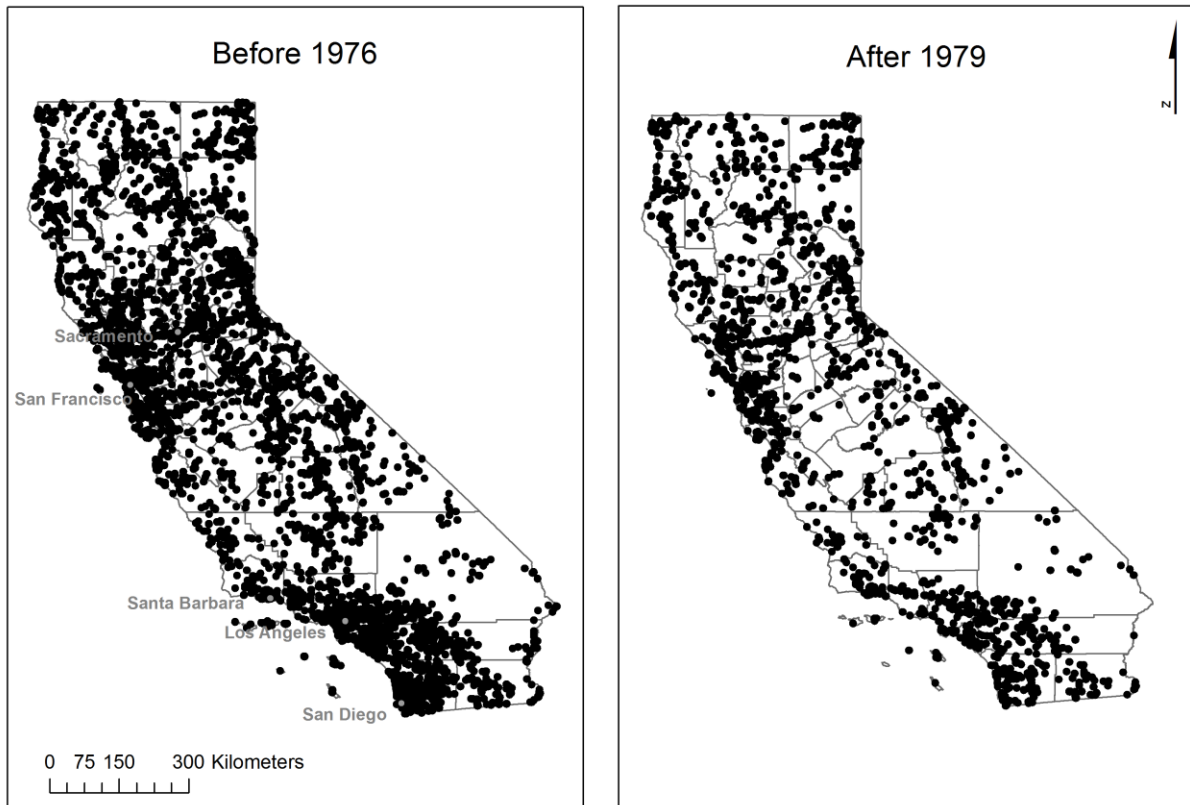 Before 1976
Sacramento
San Francisco
Santa Barbara
Los Angeles
San Diego
0 75 150 300 Kilometers
After 1979
N